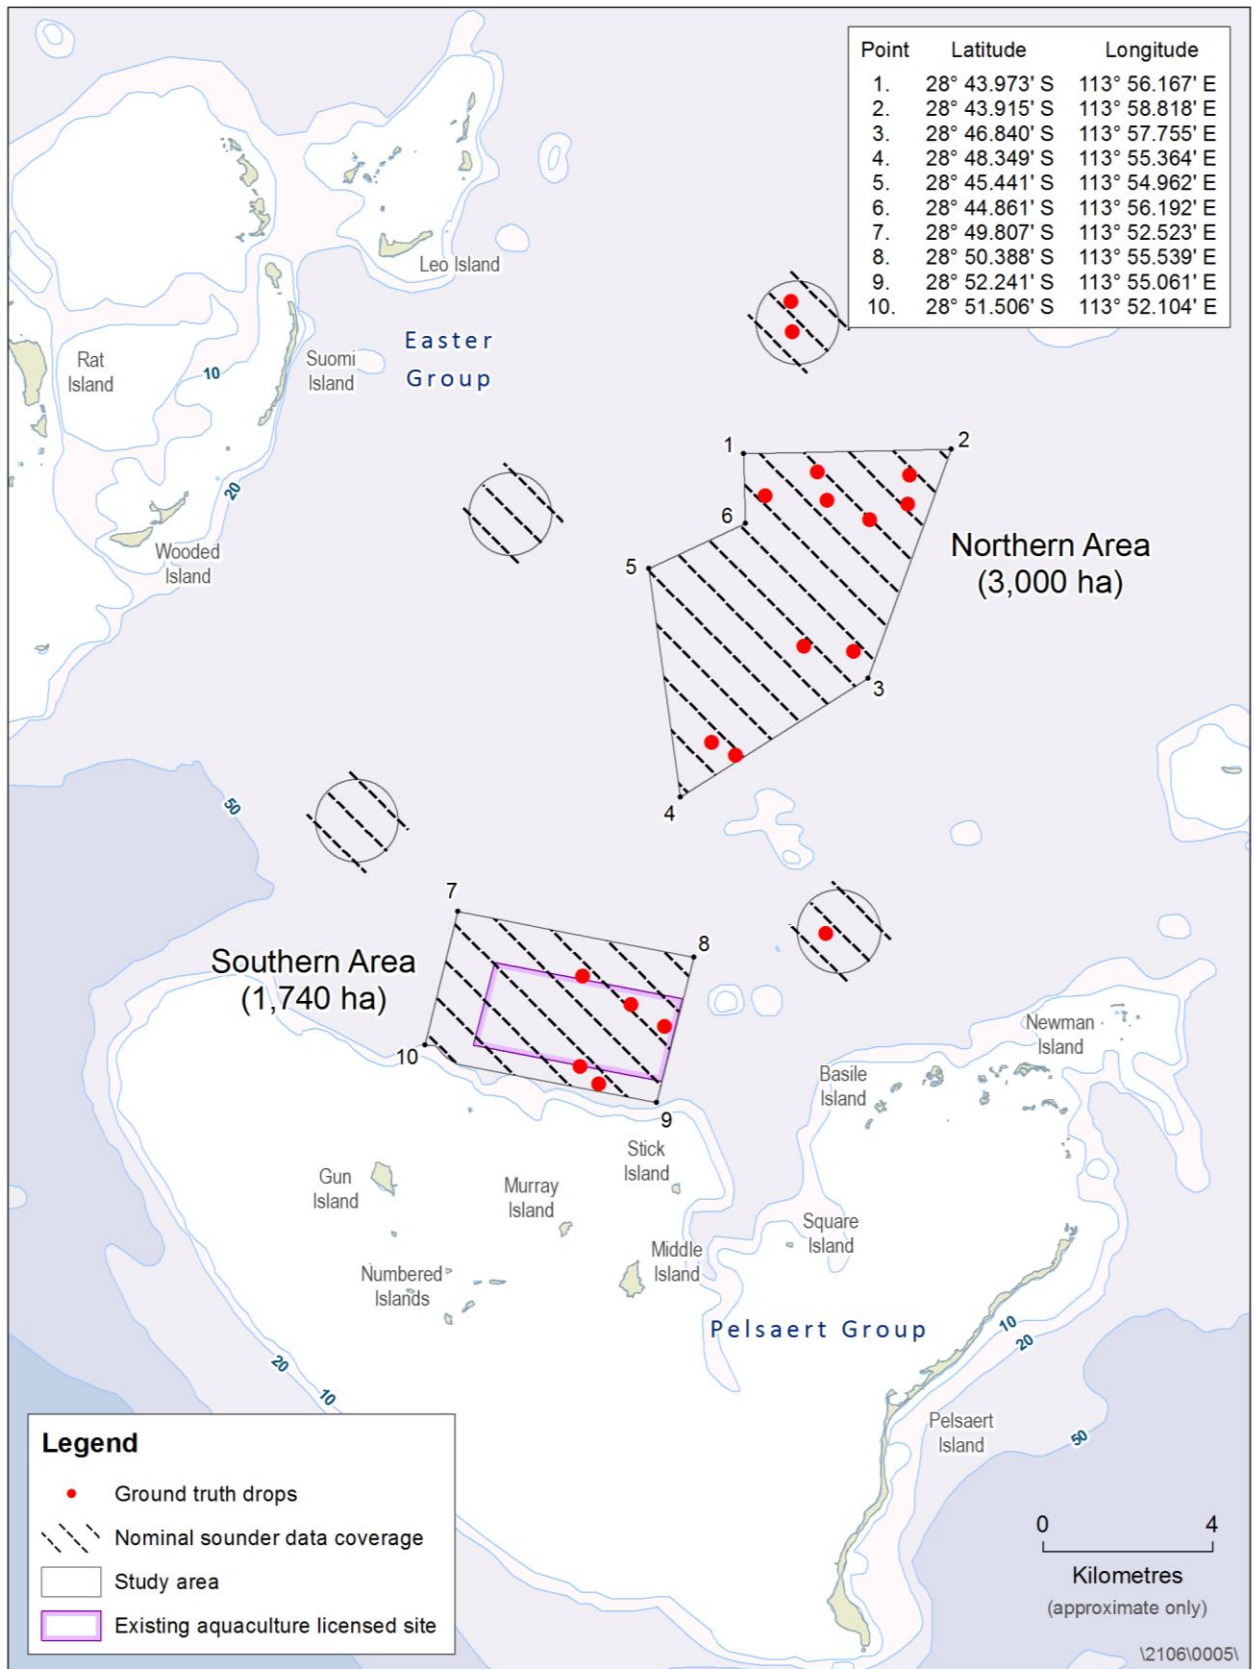 Point Latitude Longitude
1. 28° 43.973' S 113° 56.167' E
2. 28° 43.915' S 113° 58.818' E
3. 28° 46.840' S 113° 57.755' E
4. 28° 48.349' S 113° 55.364' E
5. 28° 45.441' S 113° 54.962' E
6. 28° 44.861' S 113° 56.192' E
7. 28° 49.807' S 113° 52.523' E
8. 28° 50.388' S 113° 55.539' E
9. 28° 52.241' S 113° 55.061' E
10. 28° 51.506' S 113° 52.104' E
Leo Island
Easter
Group
Rat
Island
10
Suomi
Island
20
Wooded
Island
1
2
6
5
Northern Area
(3,000 ha)
3
4
50
7
8
Southern Area
(1,740 ha)
10
9
Newman
Island
Basile
Island
Stick
Island
Gun
Island
Murray
Island
Square
Island
Middle
Island
Numbered
Islands
Pelsaert Group
10
20
20
10
Pelsaert
Island
50
Legend
Ground truth drops
Nominal sounder data coverage
Study area
Existing aquaculture licensed site
0 4
Kilometres
(approximate only)
\2106\0005\